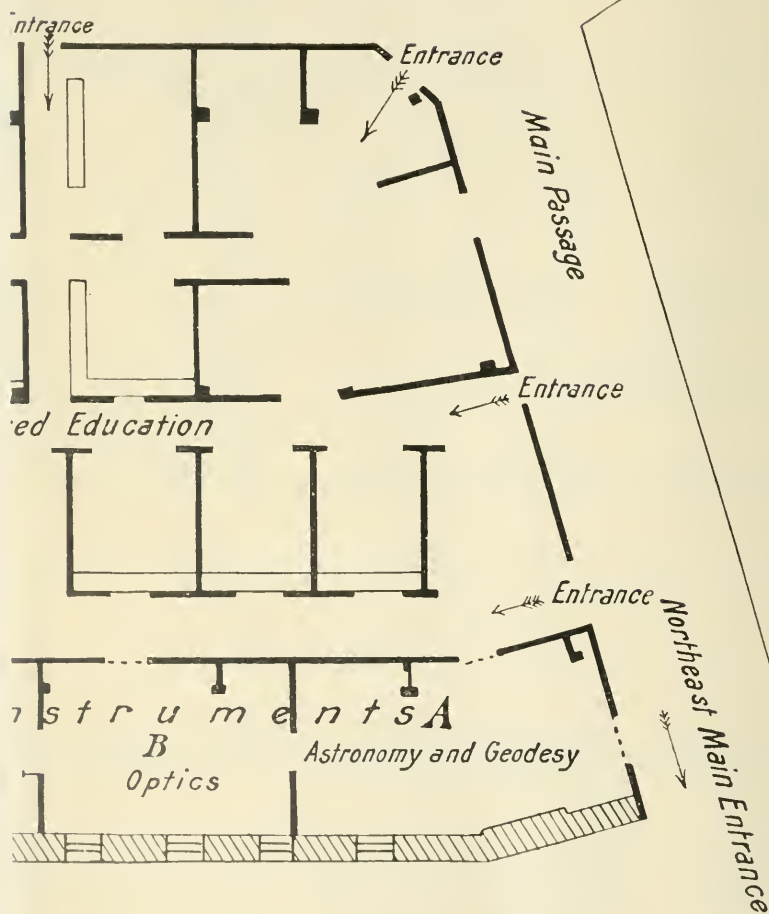 ntrance
Entrance
Main Passage
Entrance
ed Education
Entrance
Northeast Main Entrance
nstruments A
B
Optics
Astronomy and Geodesy